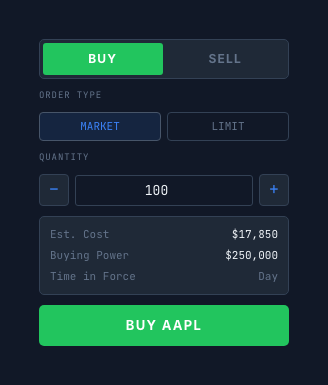 BUY SELL
ORDER TYPE
MARKET LIMIT
QUANTITY
− 100 +
Est. Cost $17,850
Buying Power $250,000
Time in Force Day
BUY AAPL